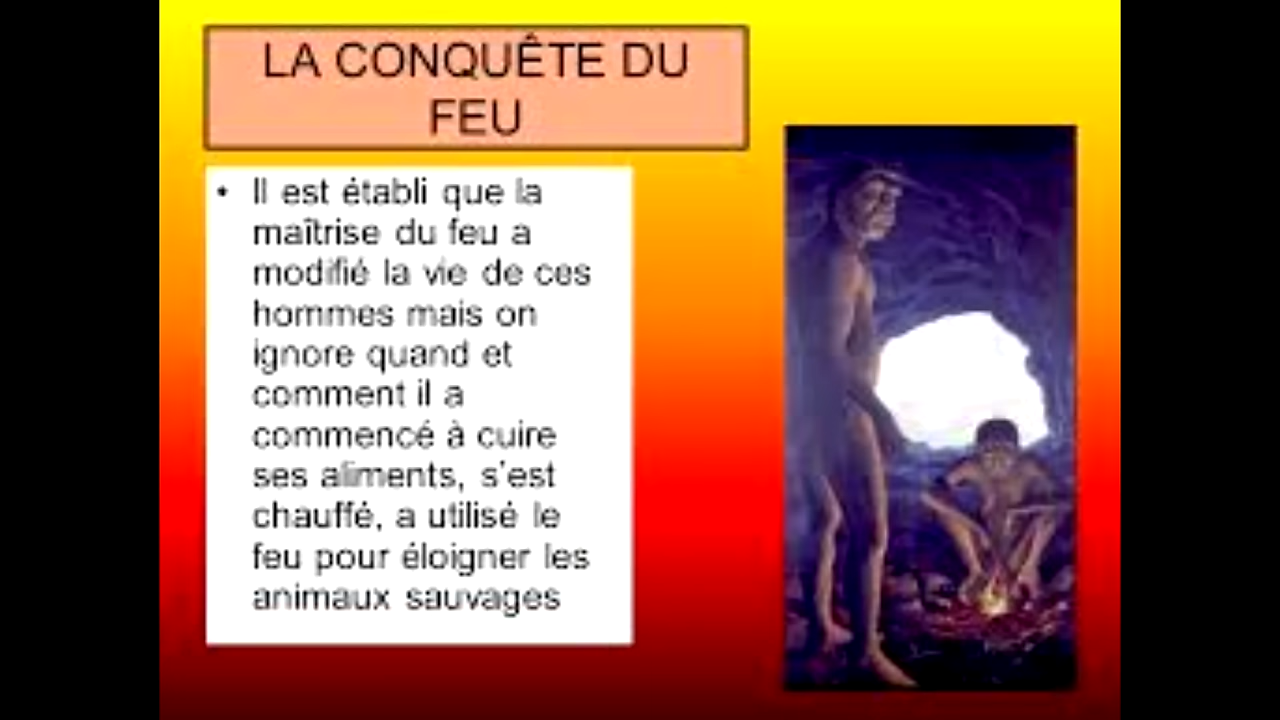 LA CONQUÊTE DU
FEU
• Il est établi que la
maîtrise du feu a
modifié la vie de ces
hommes mais on
ignore quand et
comment il a
commencé à cuire
ses aliments, s'est
chauffé, a utilisé le
feu pour éloigner les
animaux sauvages